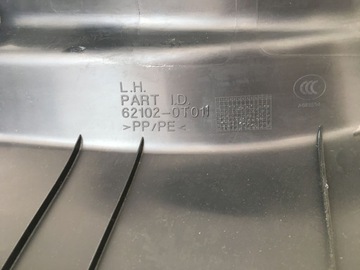 L.H.
PART I.D.
62102-0T011
>PP/PE<